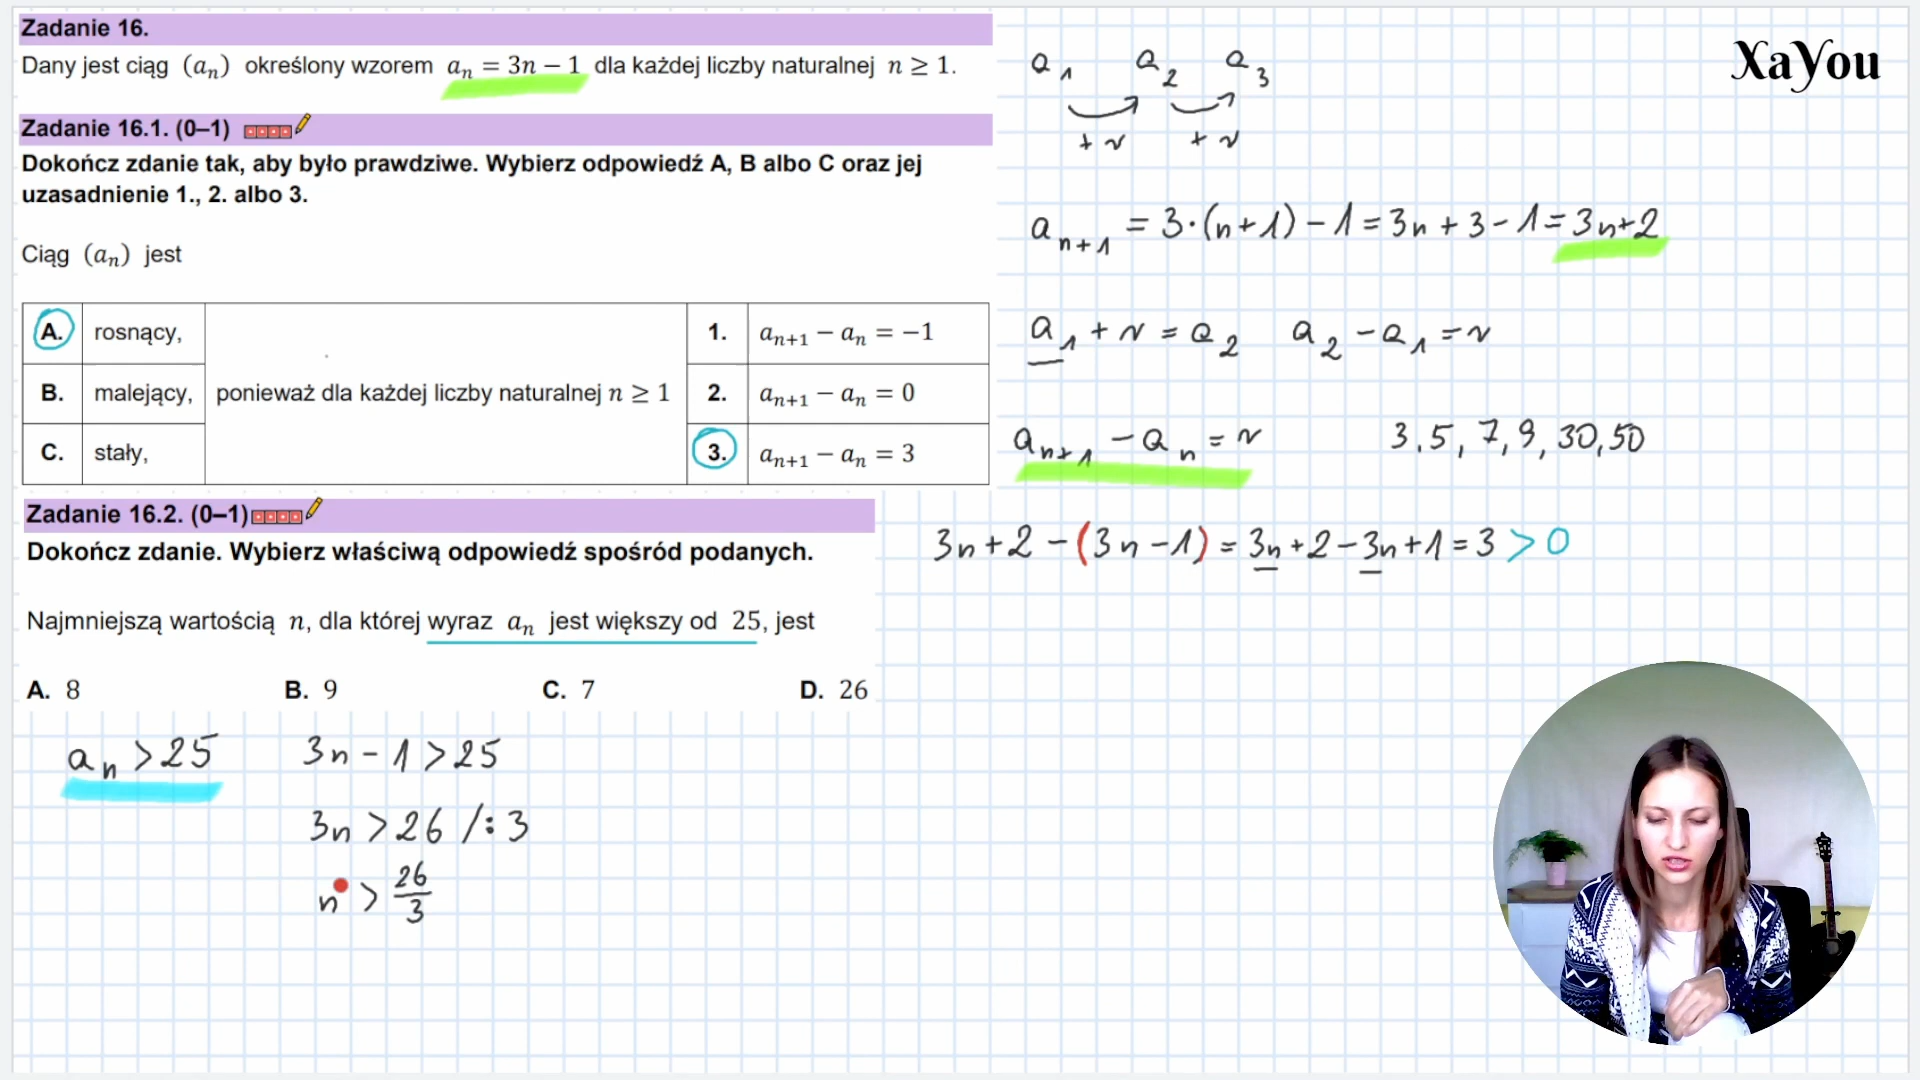 Zadanie 16.
Dany jest ciąg (aₙ) określony wzorem aₙ = 3n − 1 dla każdej liczby naturalnej n ≥ 1.
Zadanie 16.1. (0–1)
Dokończ zdanie tak, aby było prawdziwe. Wybierz odpowiedź A, B albo C oraz jej
uzasadnienie 1., 2. albo 3.
Ciąg (aₙ) jest
A. rosnący,
B. malejący,
C. stały,
ponieważ dla każdej liczby naturalnej n ≥ 1
1. aₙ₊₁ − aₙ = −1
2. aₙ₊₁ − aₙ = 0
3. aₙ₊₁ − aₙ = 3
Zadanie 16.2. (0–1)
Dokończ zdanie. Wybierz właściwą odpowiedź spośród podanych.
Najmniejszą wartością n, dla której wyraz aₙ jest większy od 25, jest
A. 8 B. 9 C. 7 D. 26
aₙ > 25 3n − 1 > 25
3n > 26 /: 3
n > 26/3
XaYou
a₁ a₂ a₃
+ r + r
aₙ₊₁ = 3·(n+1) − 1 = 3n + 3 − 1 = 3n+2
a₁ + r = a₂ a₂ − a₁ = r
aₙ₊₁ − aₙ = r 3, 5, 7, 9, 30, 50
3n+2 − (3n −1) = 3n +2 −3n +1 = 3 > 0